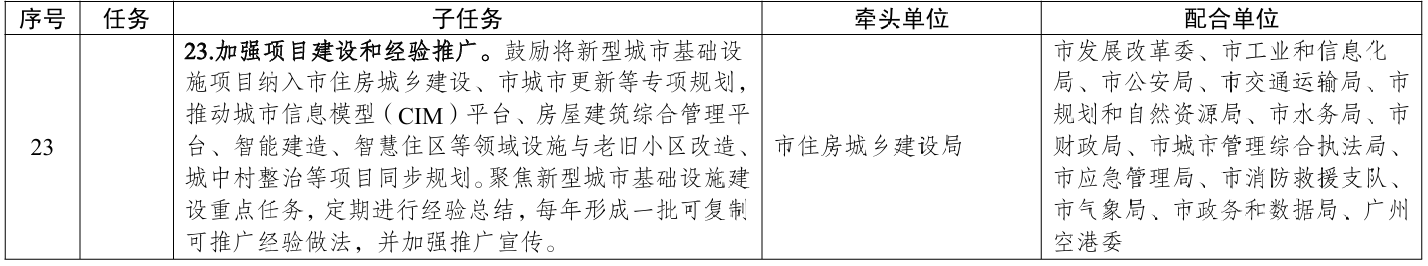 序号 任务 子任务 牵头单位 配合单位
23
23.加强项目建设和经验推广。鼓励将新型城市基础设
施项目纳入市住房城乡建设、市城市更新等专项规划，
推动城市信息模型（CIM）平台、房屋建筑综合管理平
台、智能建造、智慧住区等领域设施与老旧小区改造、
城中村整治等项目同步规划。聚焦新型城市基础设施建
设重点任务，定期进行经验总结，每年形成一批可复制
可推广经验做法，并加强推广宣传。
市住房城乡建设局
市发展改革委、市工业和信息化
局、市公安局、市交通运输局、市
规划和自然资源局、市水务局、市
财政局、市城市管理综合执法局、
市应急管理局、市消防救援支队、
市气象局、市政务和数据局、广州
空港委